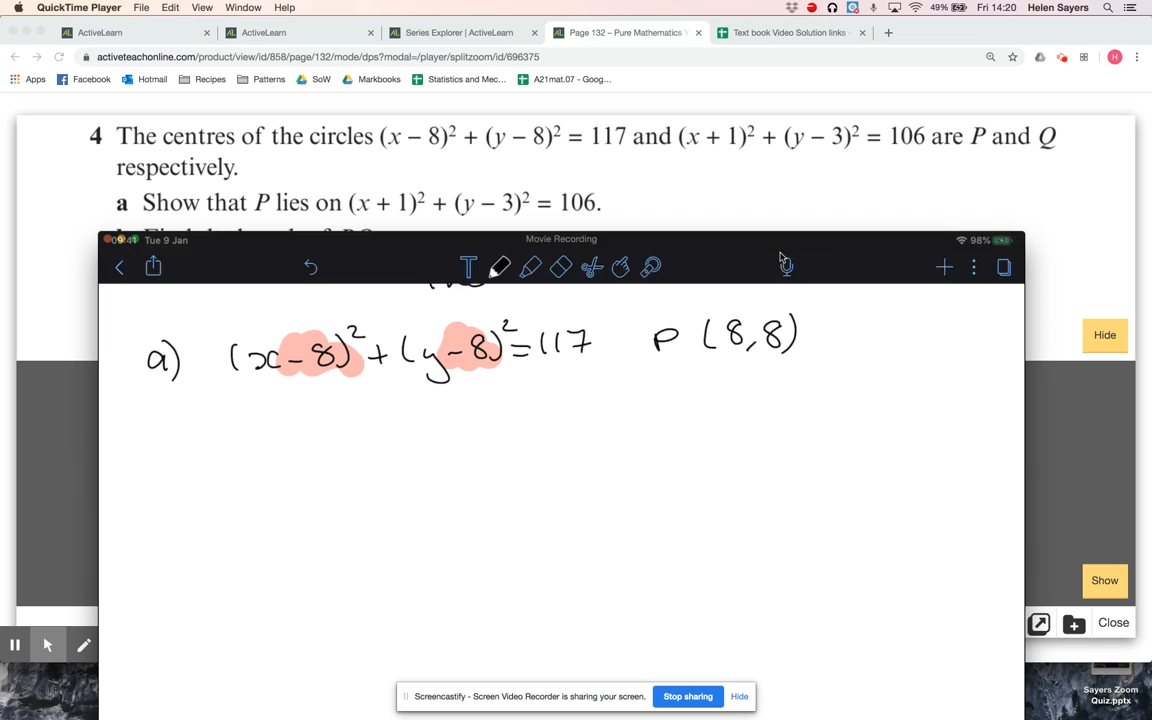 QuickTime Player File Edit View Window Help 49% Fri 14:20 Helen Sayers
ActiveLearn ActiveLearn Series Explorer | ActiveLearn Page 132 – Pure Mathematics Text book Video Solution links -
activeteachonline.com/product/view/id/858/page/132/mode/dps?modal=/player/splitzoom/id/696375
Apps Facebook Hotmail Recipes Patterns SoW Markbooks Statistics and Mec... A21mat.07 - Goog...
4 The centres of the circles (x − 8)² + (y − 8)² = 117 and (x + 1)² + (y − 3)² = 106 are P and Q
respectively.
a Show that P lies on (x + 1)² + (y − 3)² = 106.
09:41 Tue 9 Jan Movie Recording 98%
a) (x − 8)² + (y − 8)² = 117 P (8,8)
Hide
Show
Close
Screencastify - Screen Video Recorder is sharing your screen. Stop sharing Hide
Sayers Zoom
Quiz.pptx